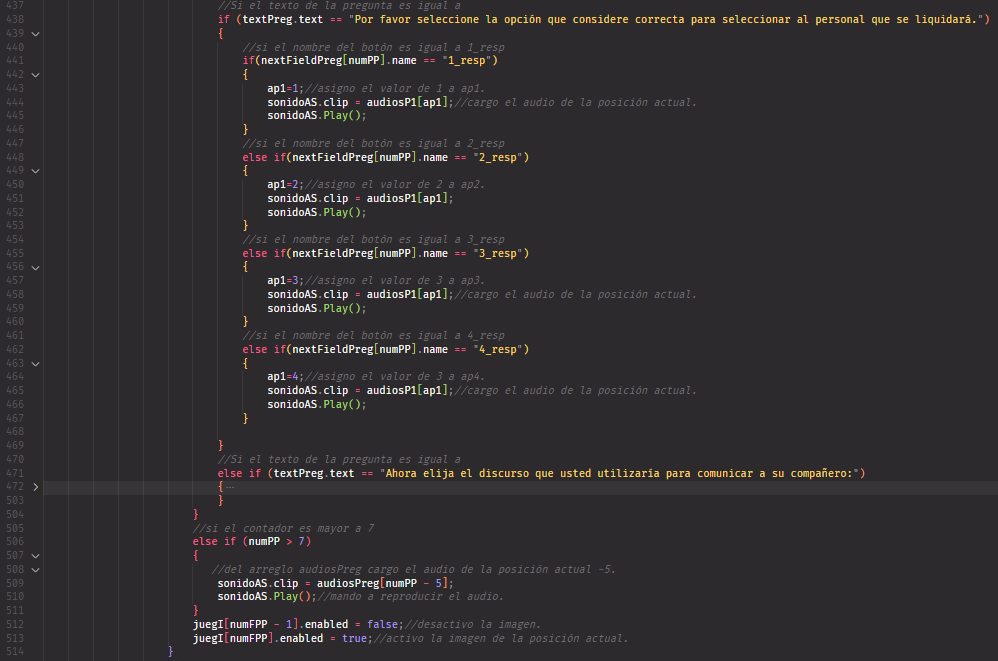 437 //Si el texto de la pregunta es igual a
438 if (textPreg.text == "Por favor seleccione la opción que considere correcta para seleccionar al personal que se liquidará.")
439 {
440 //si el nombre del botón es igual a 1_resp
441 if(nextFieldPreg[numPP].name == "1_resp")
442 {
443 ap1=1;//asigno el valor de 1 a ap1.
444 sonidoAS.clip = audiosP1[ap1];//cargo el audio de la posición actual.
445 sonidoAS.Play();
446 }
447 //si el nombre del botón es igual a 2_resp
448 else if(nextFieldPreg[numPP].name == "2_resp")
449 {
450 ap1=2;//asigno el valor de 2 a ap2.
451 sonidoAS.clip = audiosP1[ap1];
452 sonidoAS.Play();
453 }
454 //si el nombre del botón es igual a 3_resp
455 else if(nextFieldPreg[numPP].name == "3_resp")
456 {
457 ap1=3;//asigno el valor de 3 a ap3.
458 sonidoAS.clip = audiosP1[ap1];//cargo el audio de la posición actual.
459 sonidoAS.Play();
460 }
461 //si el nombre del botón es igual a 4_resp
462 else if(nextFieldPreg[numPP].name == "4_resp")
463 {
464 ap1=4;//asigno el valor de 3 a ap4.
465 sonidoAS.clip = audiosP1[ap1];//cargo el audio de la posición actual.
466 sonidoAS.Play();
467 }
468
469 }
470 //Si el texto de la pregunta es igual a
471 else if (textPreg.text == "Ahora elija el discurso que usted utilizaría para comunicar a su compañero:")
472 {···
503 }
504 }
505 //si el contador es mayor a 7
506 else if (numPP > 7)
507 {
508 //del arreglo audiosPreg cargo el audio de la posición actual -5.
509 sonidoAS.clip = audiosPreg[numPP - 5];
510 sonidoAS.Play();//mando a reproducir el audio.
511 }
512 juegI[numFPP - 1].enabled = false;//desactivo la imagen.
513 juegI[numFPP].enabled = true;//activo la imagen de la posición actual.
514 }